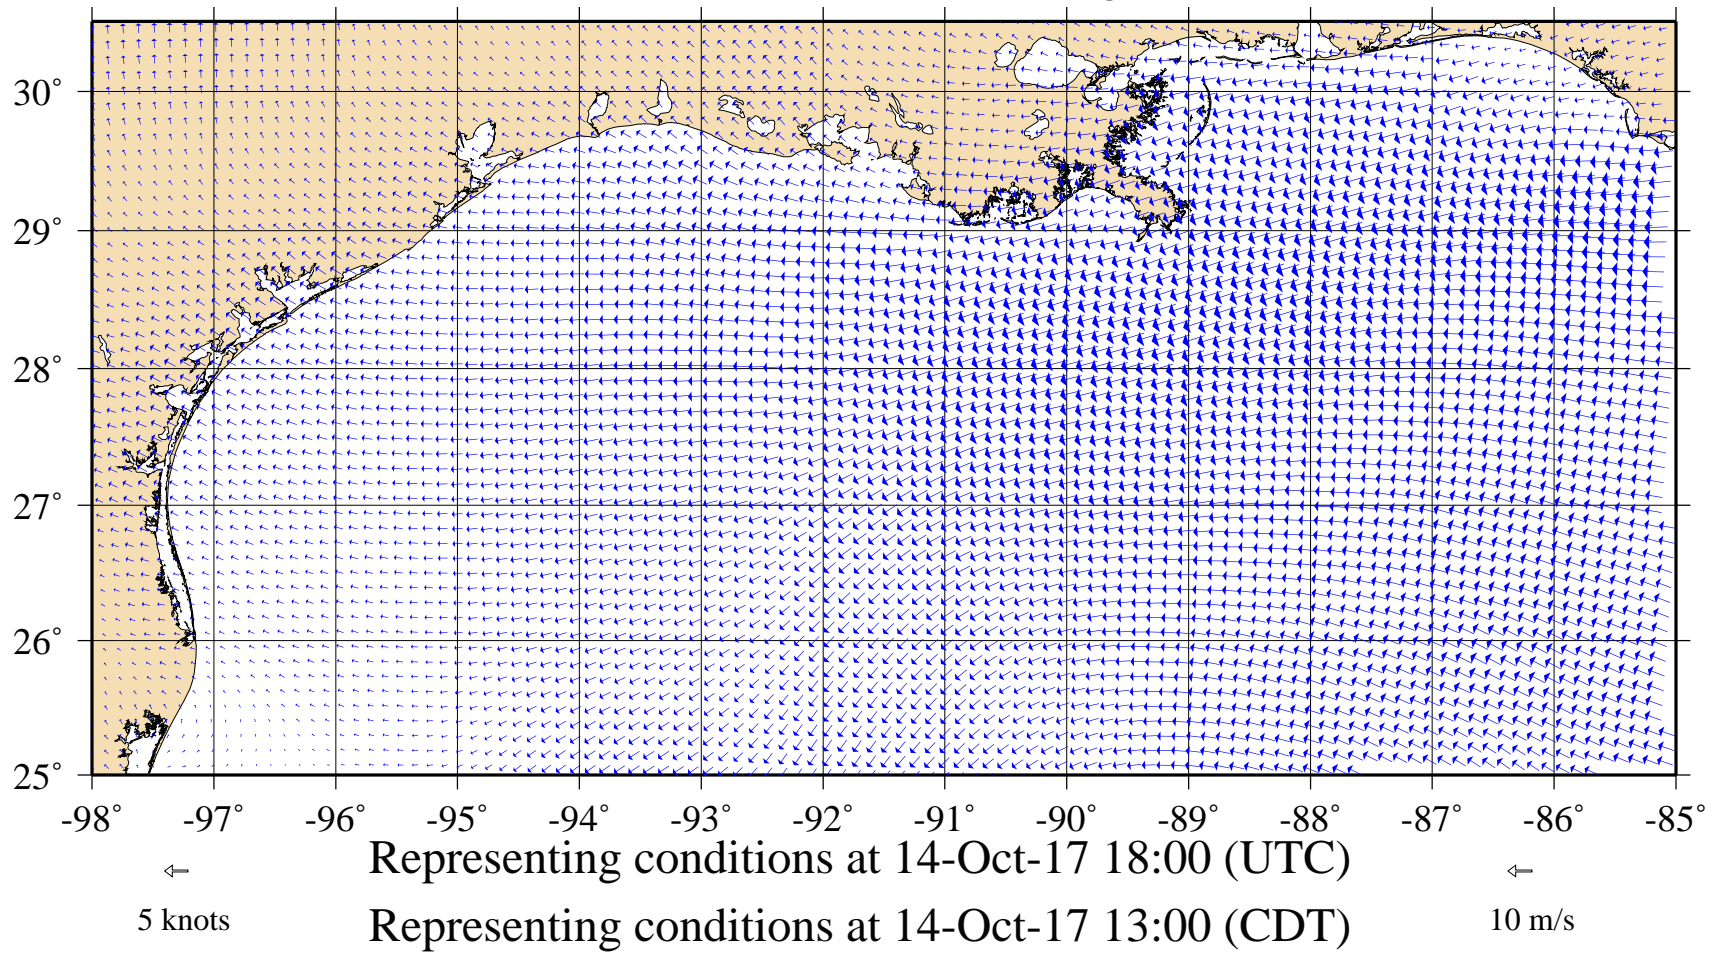 30°
29°
28°
27°
26°
25°
-98° -97° -96° -95° -94° -93° -92° -91° -90° -89° -88° -87° -86° -85°
Representing conditions at 14-Oct-17 18:00 (UTC)
5 knots
Representing conditions at 14-Oct-17 13:00 (CDT)
10 m/s